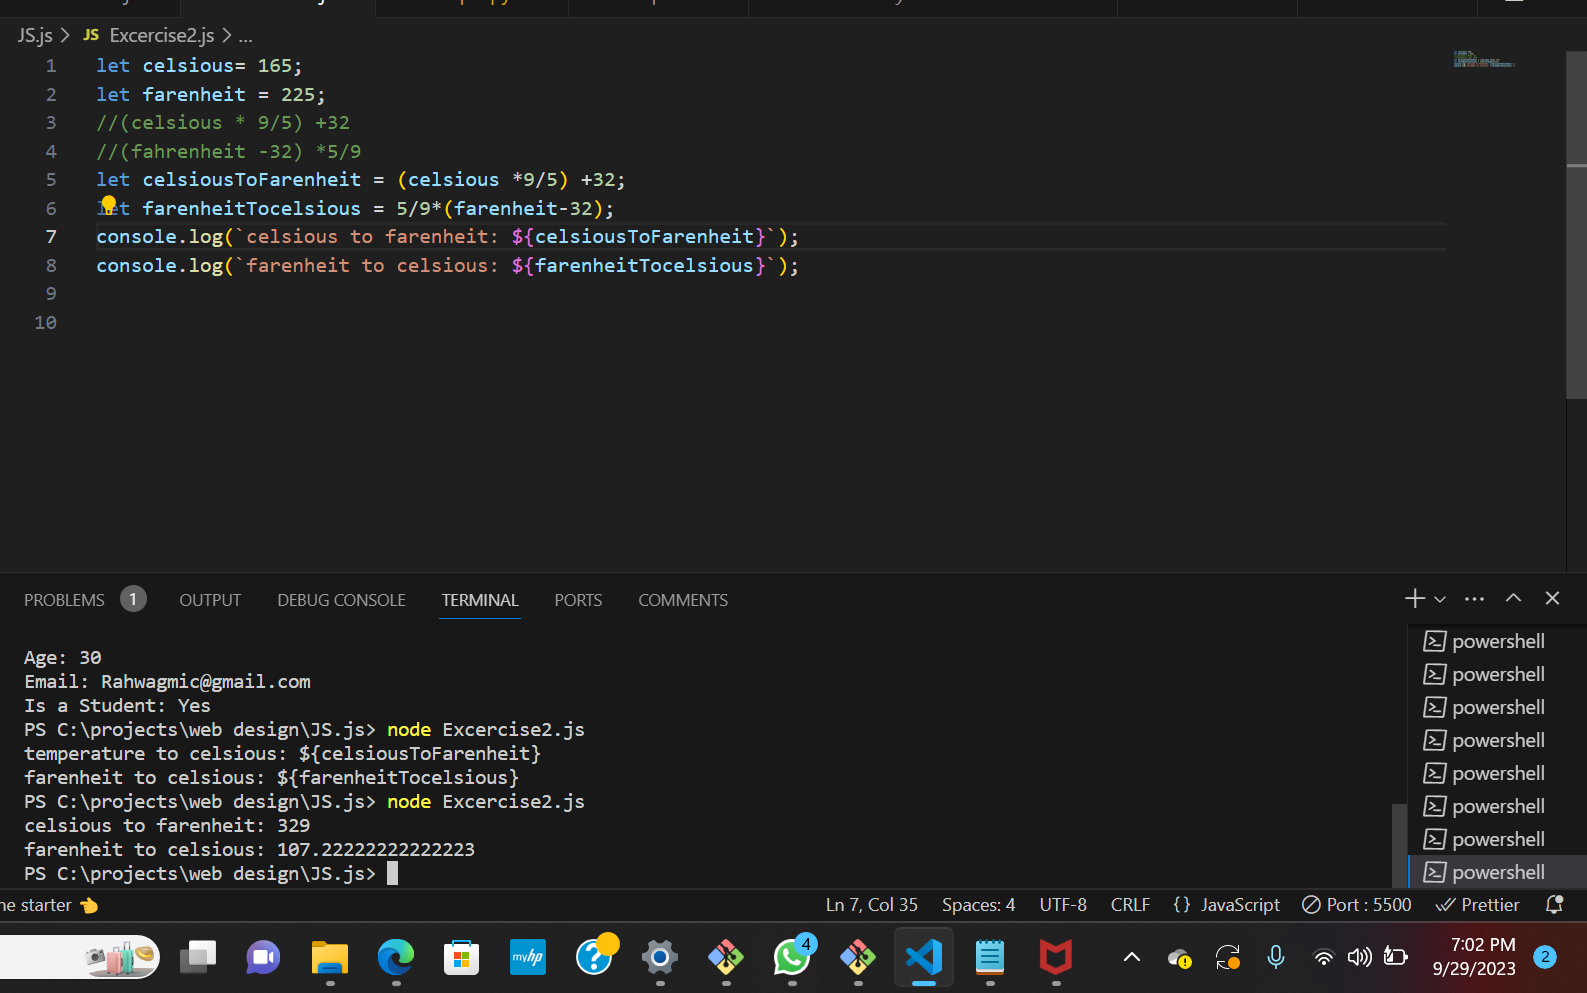 JS.js > JS Excercise2.js > ...
1 let celsious= 165;
2 let farenheit = 225;
3 //(celsious * 9/5) +32
4 //(fahrenheit -32) *5/9
5 let celsiousToFarenheit = (celsious *9/5) +32;
6 let farenheitTocelsious = 5/9*(farenheit-32);
7 console.log(`celsious to farenheit: ${celsiousToFarenheit}`);
8 console.log(`farenheit to celsious: ${farenheitTocelsious}`);
9
10
PROBLEMS 1 OUTPUT DEBUG CONSOLE TERMINAL PORTS COMMENTS
Age: 30
Email: Rahwagmic@gmail.com
Is a Student: Yes
PS C:\projects\web design\JS.js> node Excercise2.js
temperature to celsious: ${celsiousToFarenheit}
farenheit to celsious: ${farenheitTocelsious}
PS C:\projects\web design\JS.js> node Excercise2.js
celsious to farenheit: 329
farenheit to celsious: 107.22222222222223
PS C:\projects\web design\JS.js>
powershell
powershell
powershell
powershell
powershell
powershell
powershell
powershell
ne starter Ln 7, Col 35 Spaces: 4 UTF-8 CRLF {} JavaScript Port : 5500 Prettier
myhp
4
7:02 PM
9/29/2023
2